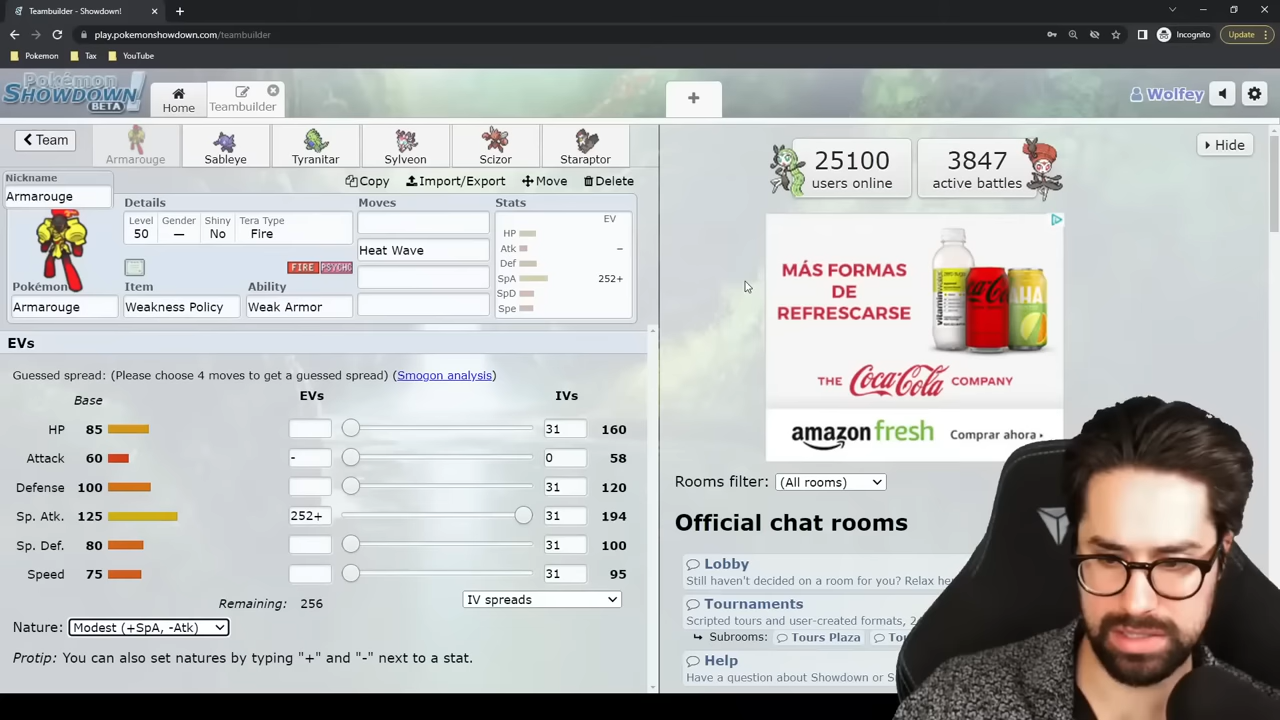 Teambuilder - Showdown!
play.pokemonshowdown.com/teambuilder
Incognito
Update
Pokemon
Tax
YouTube
Pokémon
SHOWDOWN!
BETA
Home
Teambuilder
+
Wolfey
Team
Armarouge
Sableye
Tyranitar
Sylveon
Scizor
Staraptor
Copy
Import/Export
Move
Delete
Nickname
Armarouge
Details
Level
50
Gender
—
Shiny
No
Tera Type
Fire
FIRE PSYCHC
Pokémon
Armarouge
Item
Weakness Policy
Ability
Weak Armor
Moves
Heat Wave
Stats
EV
HP
Atk –
Def
SpA 252+
SpD
Spe
EVs
Guessed spread: (Please choose 4 moves to get a guessed spread) (Smogon analysis)
Base EVs IVs
HP 85 31 160
Attack 60 - 0 58
Defense 100 31 120
Sp. Atk. 125 252+ 31 194
Sp. Def. 80 31 100
Speed 75 31 95
Remaining: 256
IV spreads
Nature: Modest (+SpA, -Atk)
Protip: You can also set natures by typing "+" and "-" next to a stat.
25100
users online
3847
active battles
Hide
MÁS FORMAS
DE
REFRESCARSE
THE Coca-Cola COMPANY
amazon fresh
Comprar ahora
vitaminwater
AHA
Rooms filter: (All rooms)
Official chat rooms
Lobby
Still haven't decided on a room for you? Relax
Tournaments
Scripted tours and user-created formats,
Subrooms: Tours Plaza
Help
Have a question about Showdown or